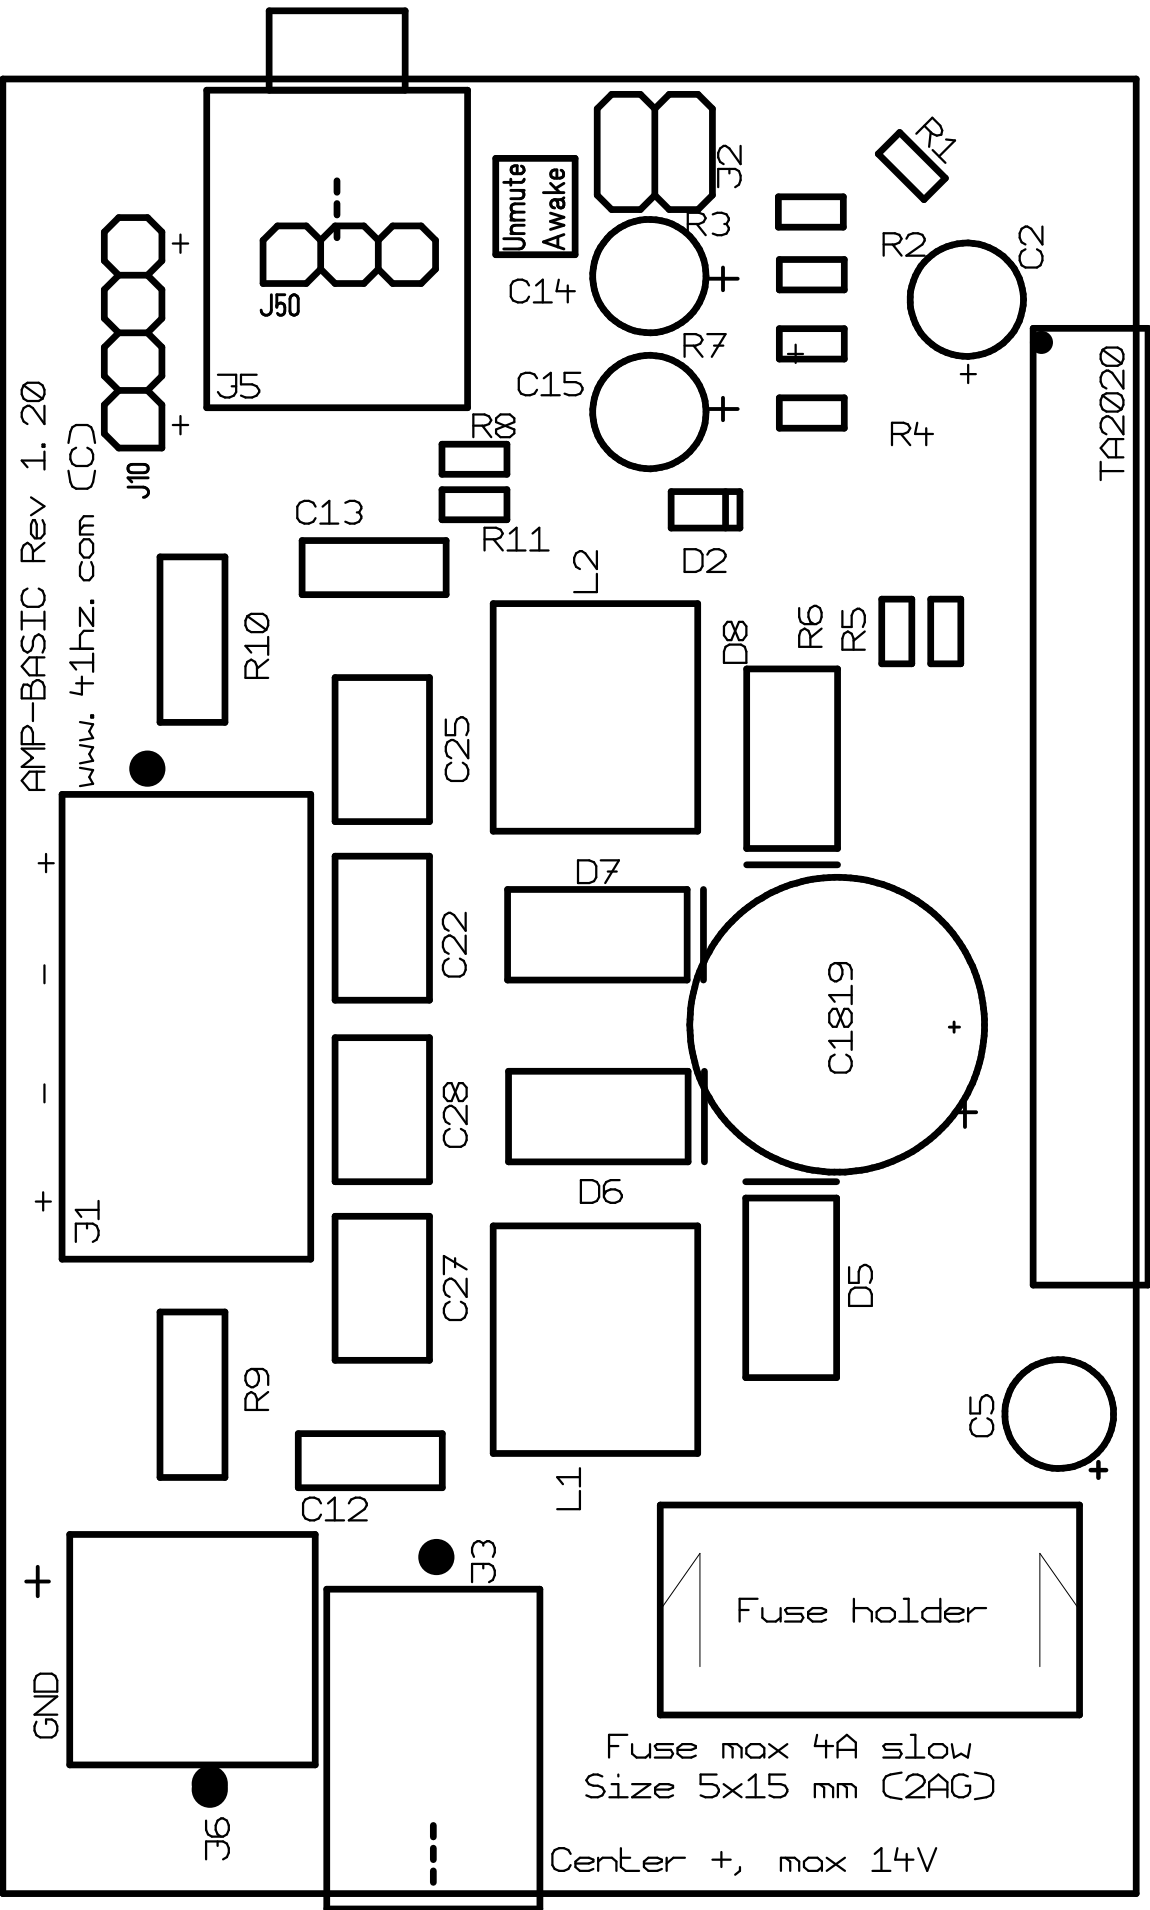 J2
R1
Unmute
Awake
R3
R2
C2
+
C14
+
J50
R7
+
TA2020
J5
C15
+
+
R4
+
J10
R8
AMP-BASIC Rev 1.20
www.41hz.com (C)
C13
R11
D2
L2
R10
D8
R6
R5
C25
D7
+
C22
-
C1819
+
-
C28
+
+
D6
J1
C27
D5
R9
C5
+
C12
L1
J3
+
Fuse holder
GND
Fuse max 4A slow
Size 5x15 mm (2AG)
J6
Center +, max 14V